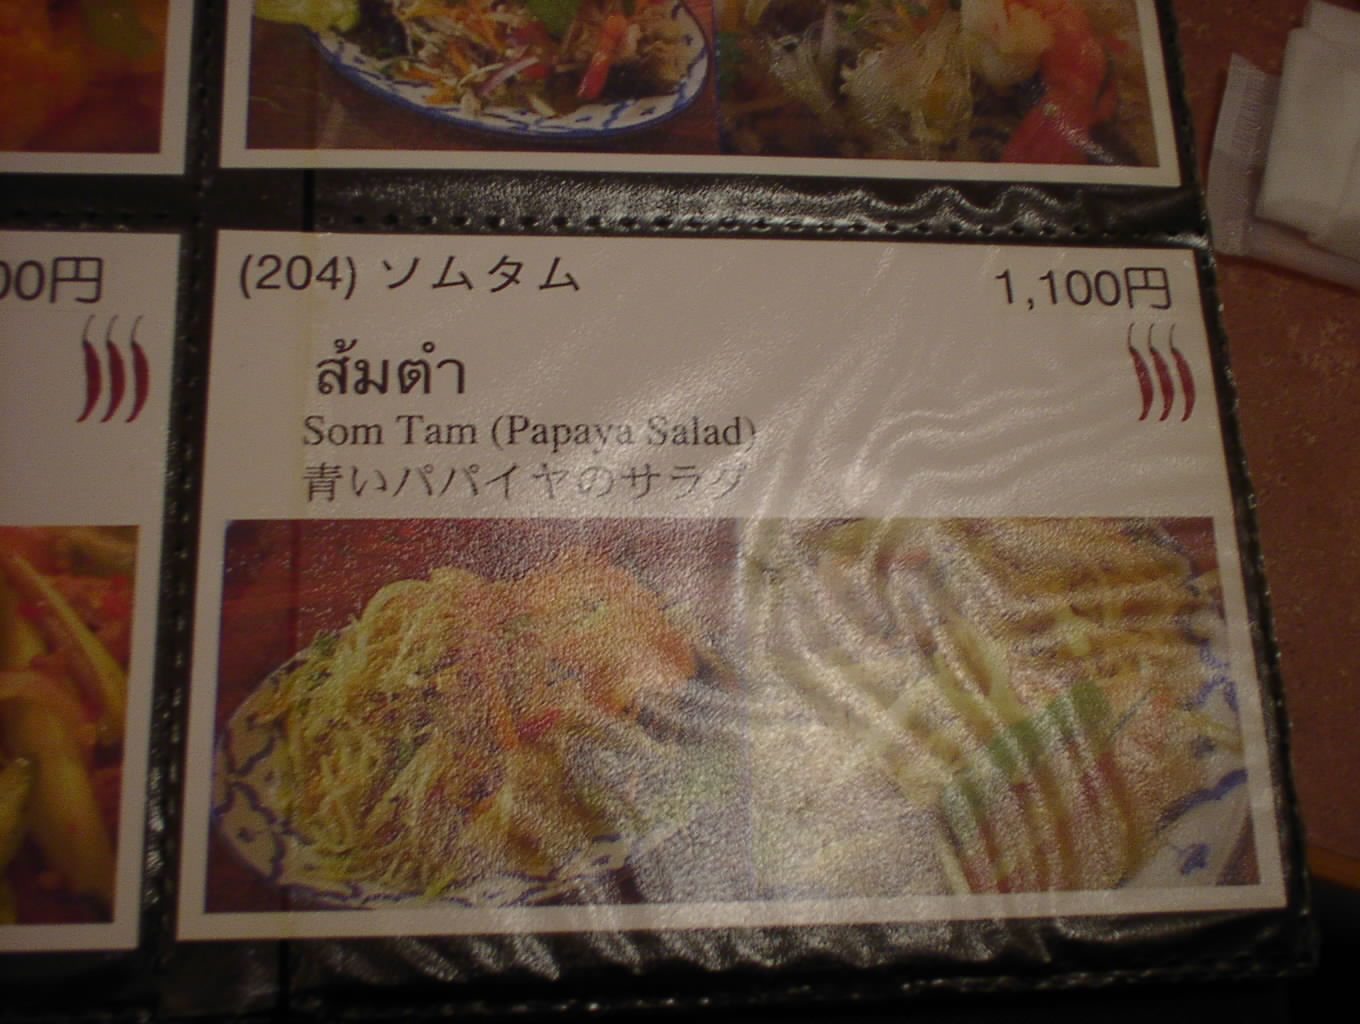 00円
(204) ソムタム 1,100円
ส้มตำ
Som Tam (Papaya Salad)
青いパパイヤのサラダ